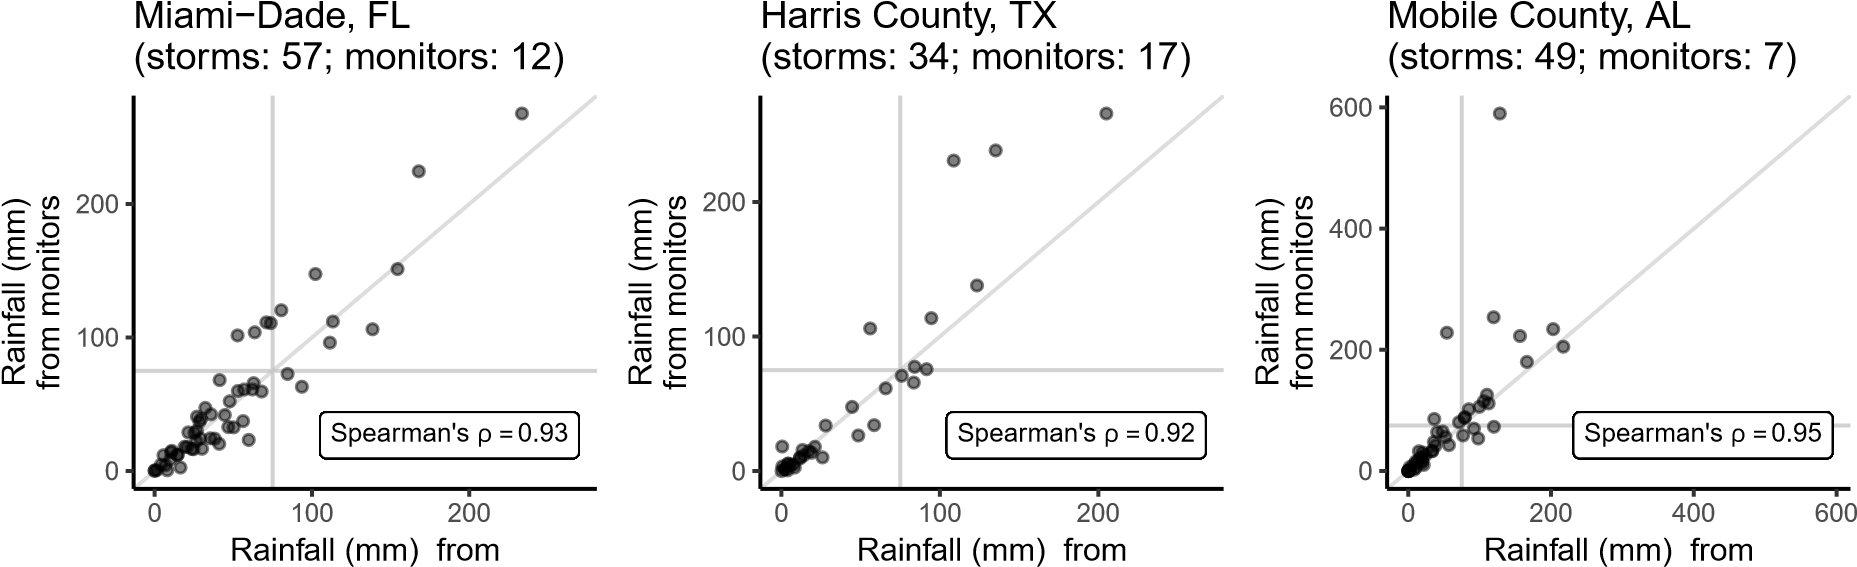 Miami−Dade, FL
(storms: 57; monitors: 12)
Rainfall (mm)
from monitors
200
100
0
Spearman's ρ = 0.93
0 100 200
Rainfall (mm) from
Harris County, TX
(storms: 34; monitors: 17)
Rainfall (mm)
from monitors
200
100
0
Spearman's ρ = 0.92
0 100 200
Rainfall (mm) from
Mobile County, AL
(storms: 49; monitors: 7)
Rainfall (mm)
from monitors
600
400
200
0
Spearman's ρ = 0.95
0 200 400 600
Rainfall (mm) from